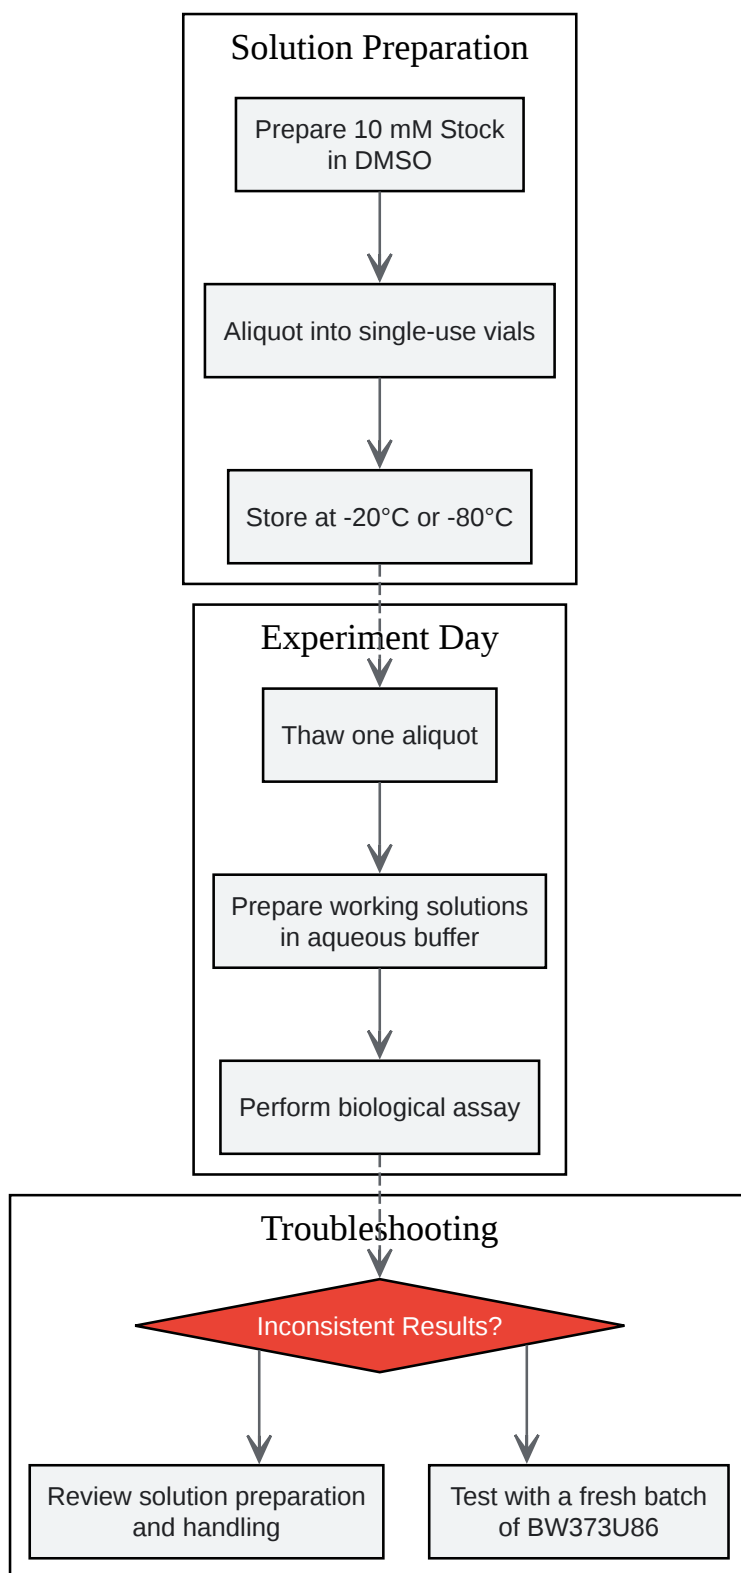 Solution Preparation
Prepare 10 mM Stock
in DMSO
Aliquot into single-use vials
Store at -20°C or -80°C
Experiment Day
Thaw one aliquot
Prepare working solutions
in aqueous buffer
Perform biological assay
Troubleshooting
Inconsistent Results?
Review solution preparation
and handling
Test with a fresh batch
of BW373U86